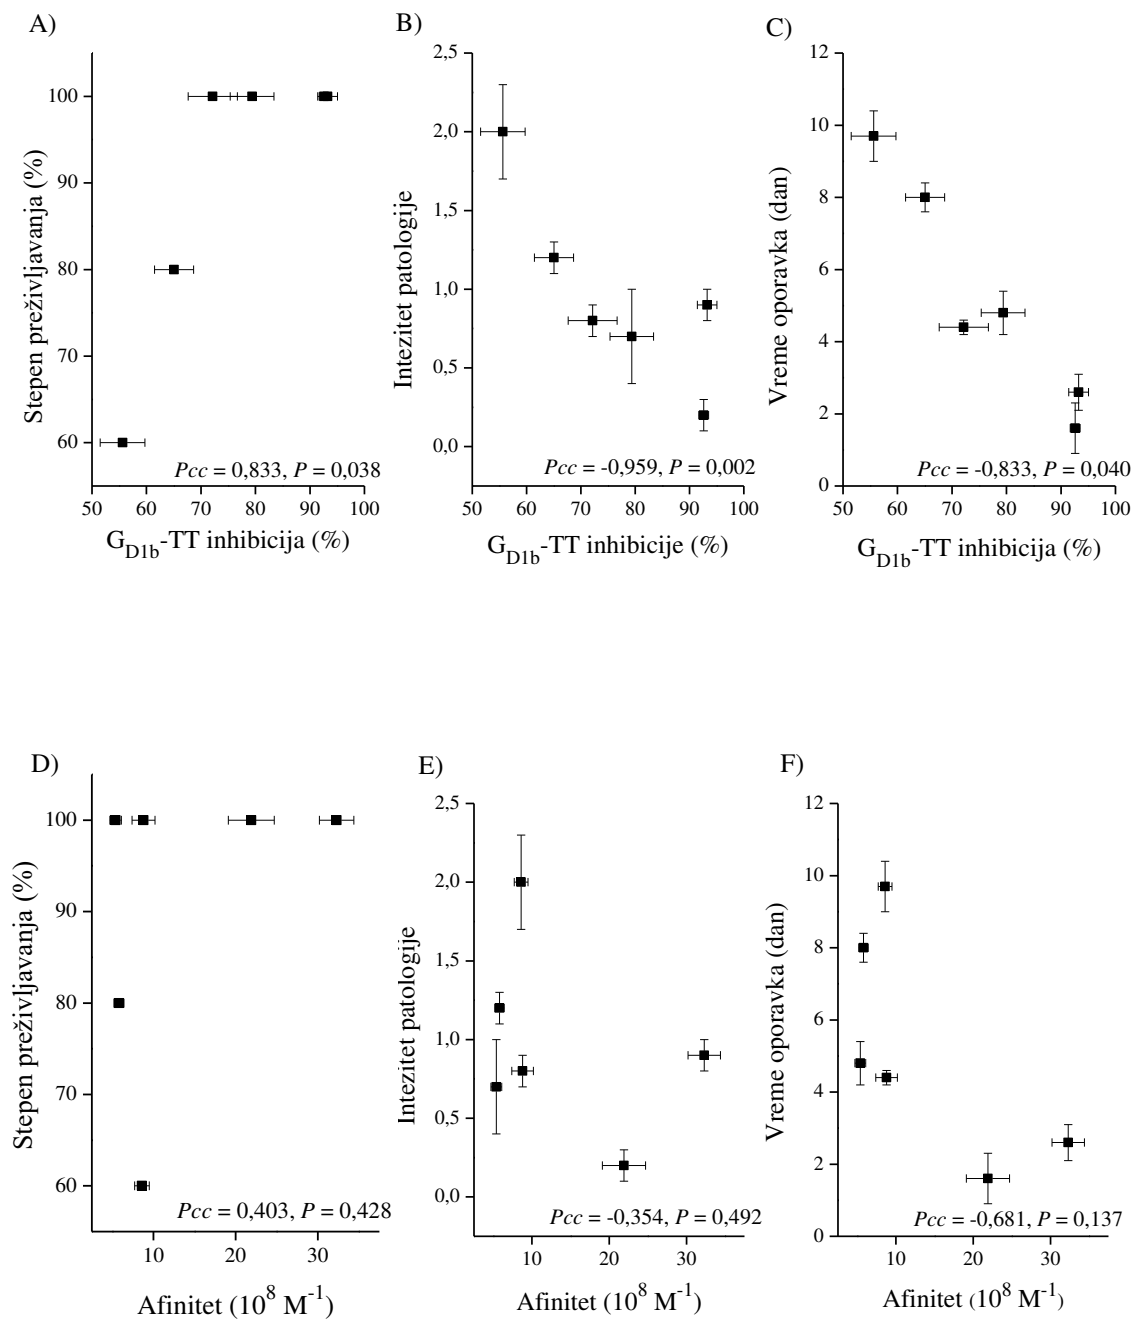 A)
Stepen preživljavanja (%)
100
90
80
70
60
Pcc = 0,833, P = 0,038
50 60 70 80 90 100
G_D1b-TT inhibicija (%)
B)
Intezitet patologije
2,5
2,0
1,5
1,0
0,5
0,0
Pcc = -0,959, P = 0,002
50 60 70 80 90 100
G_D1b-TT inhibicije (%)
C)
Vreme oporavka (dan)
12
10
8
6
4
2
0
Pcc = -0,833, P = 0,040
50 60 70 80 90 100
G_D1b-TT inhibicija (%)
D)
Stepen preživljavanja (%)
100
90
80
70
60
Pcc = 0,403, P = 0,428
10 20 30
Afinitet (10^8 M^-1)
E)
Intezitet patologije
2,5
2,0
1,5
1,0
0,5
0,0
Pcc = -0,354, P = 0,492
10 20 30
Afinitet (10^8 M^-1)
F)
Vreme oporavka (dan)
12
10
8
6
4
2
0
Pcc = -0,681, P = 0,137
10 20 30
Afinitet (10^8 M^-1)